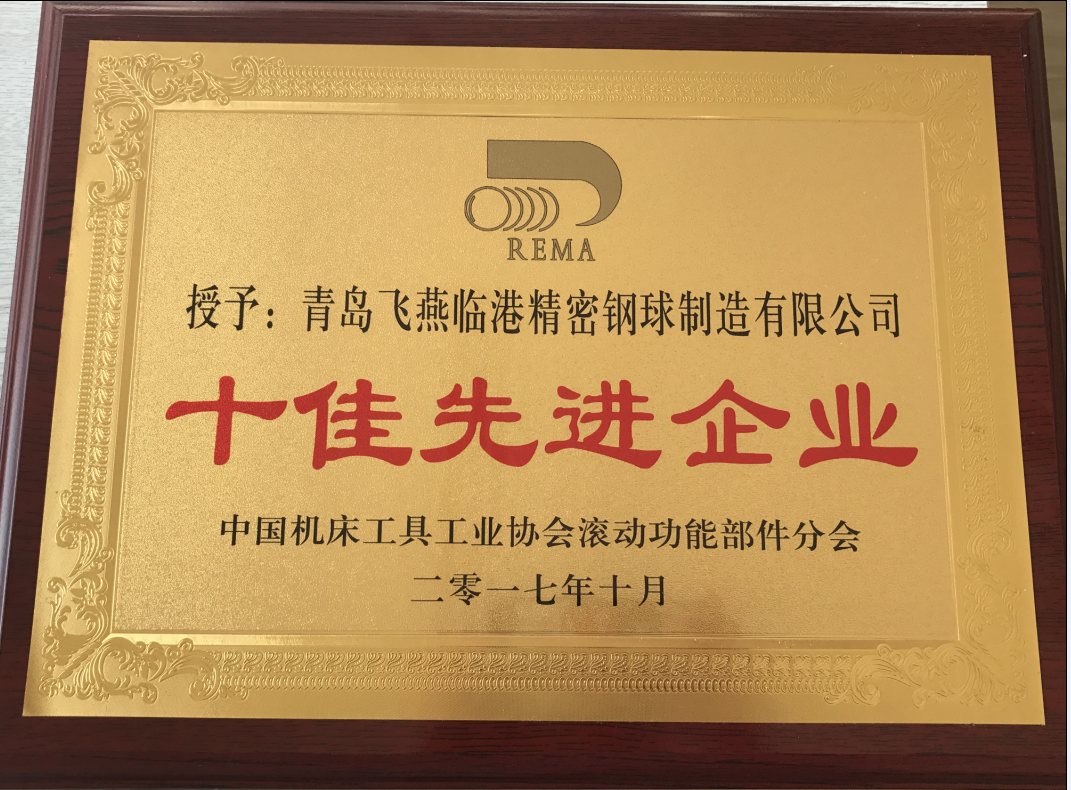 REMA
授予：青岛飞燕临港精密钢球制造有限公司
十佳先进企业
中国机床工具工业协会滚动功能部件分会
二零一七年十月